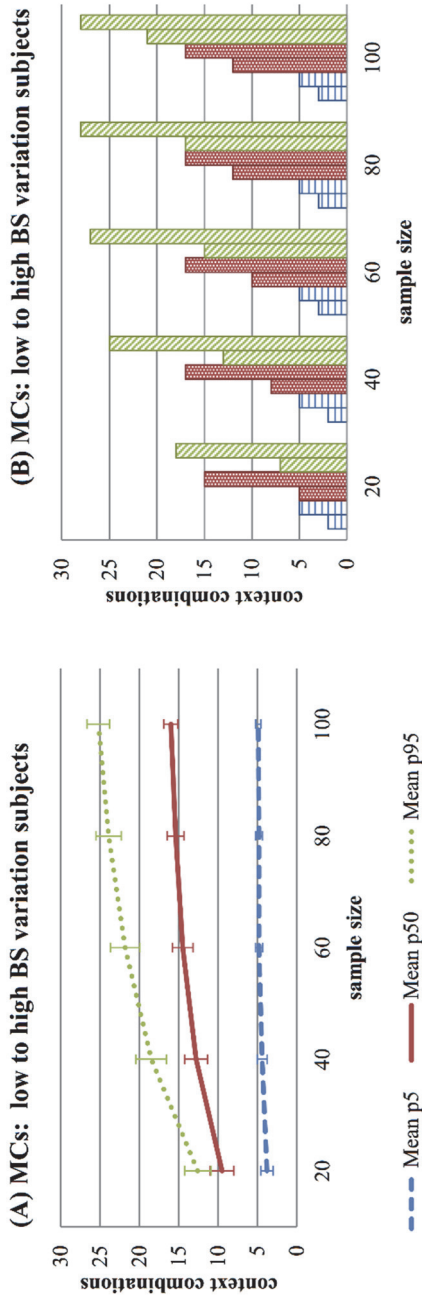 (A) MCs: low to high BS variation subjects
context combinations
30
25
20
15
10
5
0
20 40 60 80 100
sample size
Mean p5 Mean p50 Mean p95
(B) MCs: low to high BS variation subjects
context combinations
30
25
20
15
10
5
0
20 40 60 80 100
sample size